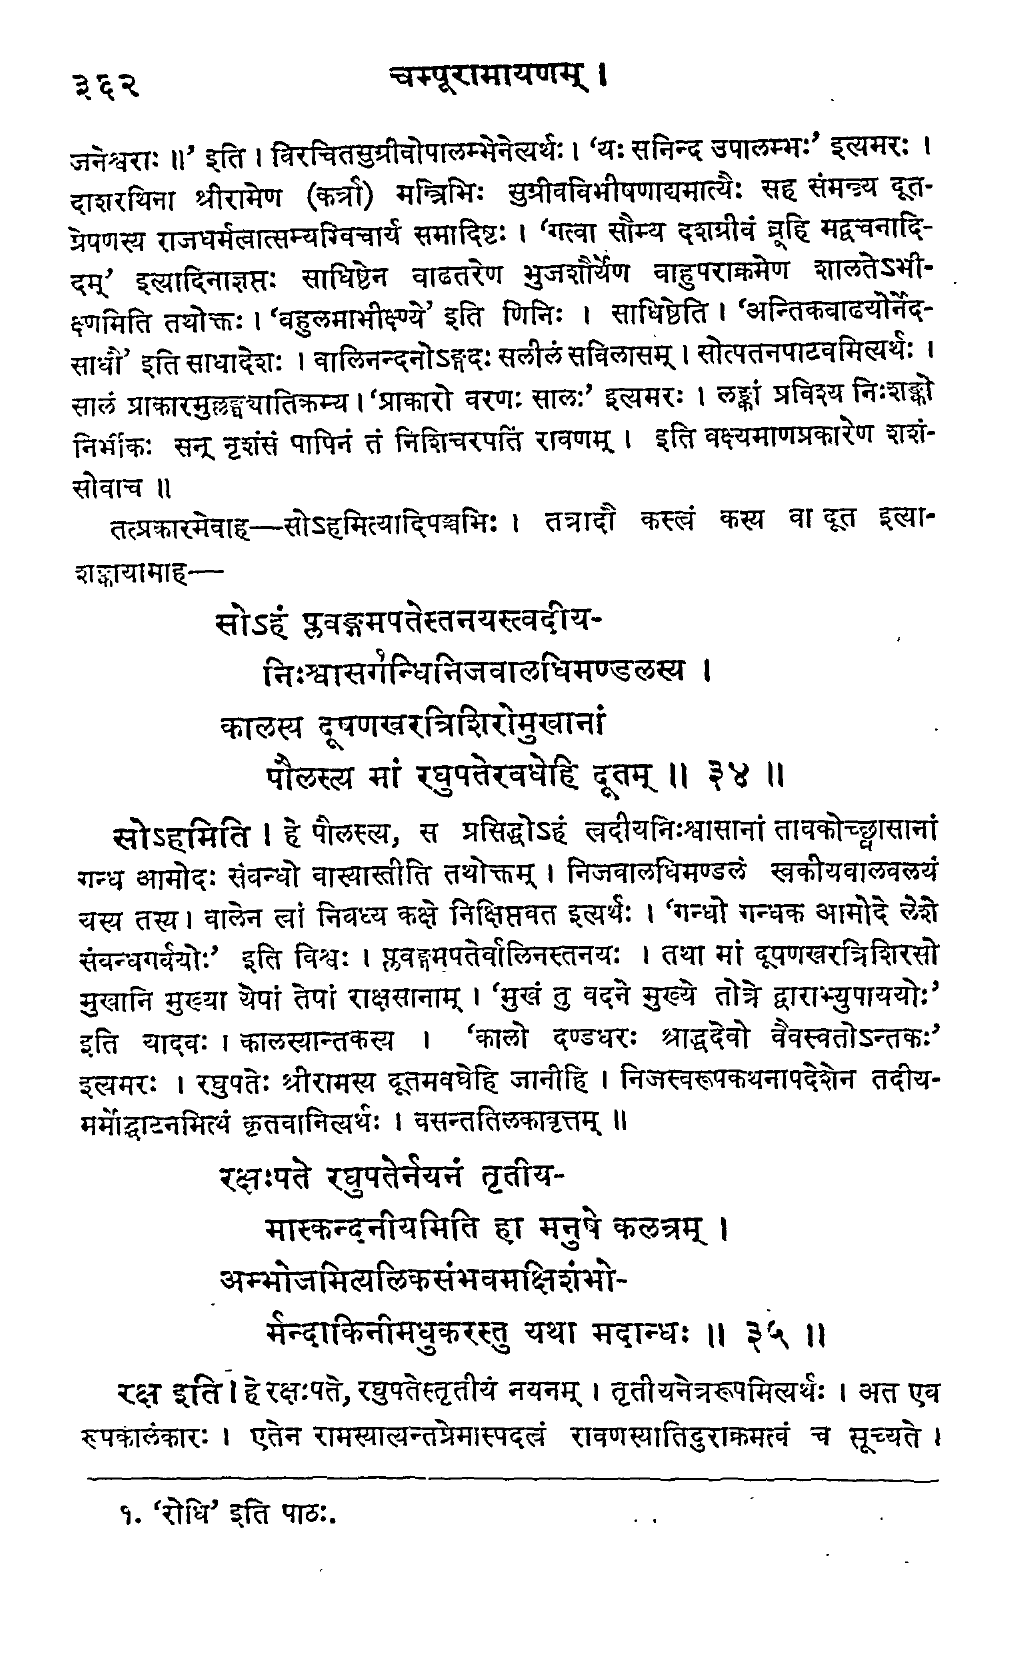 ३६२
चम्पूरामायणम् ।
जनेश्वराः ॥’ इति । विरचितसुग्रीवोपालम्भेनेत्यर्थः । ‘यः सनिन्द उपालम्भः’ इत्यमरः ।
दाशरथिना श्रीरामेण (कर्त्रा) मन्त्रिभिः सुग्रीवविभीषणाद्यमात्यैः सह संमन्त्र्य दूत-
प्रेषणस्य राजधर्मत्वात्सम्यग्विचार्य समादिष्टः । ‘गत्वा सौम्य दशग्रीवं ब्रूहि मद्वचनादि-
दम्’ इत्यादिनाज्ञप्तः साधिष्टेन वाढतरेण भुजशौर्येण वाहुपराक्रमेण शालतेऽभी-
क्ष्णमिति तथोक्तः । ‘वहुलमाभीक्ष्ण्ये’ इति णिनिः । साधिष्ठेति । ‘अन्तिकवाढयोर्नेद-
साधौ’ इति साधादेशः । वालिनन्दनोऽङ्गदः सलीलं सविलासम् । सोत्पतनपाटवमित्यर्थः ।
सालं प्राकारमुल्लङ्घ्यातिक्रम्य । ‘प्राकारो वरणः सालः’ इत्यमरः । लङ्कां प्रविश्य निःशङ्को
निर्भीकः सन् नृशंसं पापिनं तं निशिचरपतिं रावणम् । इति वक्ष्यमाणप्रकारेण शशं-
सोवाच ॥
तत्प्रकारमेवाह—सोऽहमित्यादिपञ्चभिः । तत्रादौ कस्त्वं कस्य वा दूत इत्या-
शङ्कायामाह—
सोऽहं प्लवङ्गमपतेस्तनयस्त्वदीय-
निःश्वासर्गन्धिनिजवालधिमण्डलस्य ।
कालस्य दूषणखरत्रिशिरोमुखानां
पौलस्त्य मां रघुपतेरवधेहि दूतम् ॥ ३४ ॥
सोऽहमिति । हे पौलस्त्य, स प्रसिद्धोऽहं त्वदीयनिःश्वासानां तावकोच्छ्वासानां
गन्ध आमोदः संवन्धो वास्यास्तीति तथोक्तम् । निजवालधिमण्डलं स्वकीयवालवलयं
यस्य तस्य । वालेन त्वां निवध्य कक्षे निक्षिप्तवत इत्यर्थः । ‘गन्धो गन्धक आमोदे लेशे
संवन्धगर्वयोः’ इति विश्वः । प्लवङ्गमपतेर्वालिनस्तनयः । तथा मां दूषणखरत्रिशिरसो
मुखानि मुख्या येषां तेषां राक्षसानाम् । ‘मुखं तु वदने मुख्ये तोत्रे द्वाराभ्युपाययोः’
इति यादवः । कालस्यान्तकस्य । ‘कालो दण्डधरः श्राद्धदेवो वैवस्वतोऽन्तकः’
इत्यमरः । रघुपतेः श्रीरामस्य दूतमवधेहि जानीहि । निजस्वरूपकथनापदेशेन तदीय-
मर्मोद्घाटनमित्थं कृतवानित्यर्थः । वसन्ततिलकावृत्तम् ॥
रक्षःपते रघुपतेर्नयनं तृतीय-
मास्कन्दनीयमिति हा मनुषे कलत्रम् ।
अम्भोजमित्यलिकसंभवमक्षिशंभो-
र्मन्दाकिनीमधुकरस्तु यथा मदान्धः ॥ ३५ ॥
रक्ष इति । हे रक्षःपते, रघुपतेस्तृतीयं नयनम् । तृतीयनेत्ररूपमित्यर्थः । अत एव
रूपकालंकारः । एतेन रामस्यात्यन्तप्रेमास्पदत्वं रावणस्यातिदुराक्रमत्वं च सूच्यते ।
१. ‘रोधि’ इति पाठः.